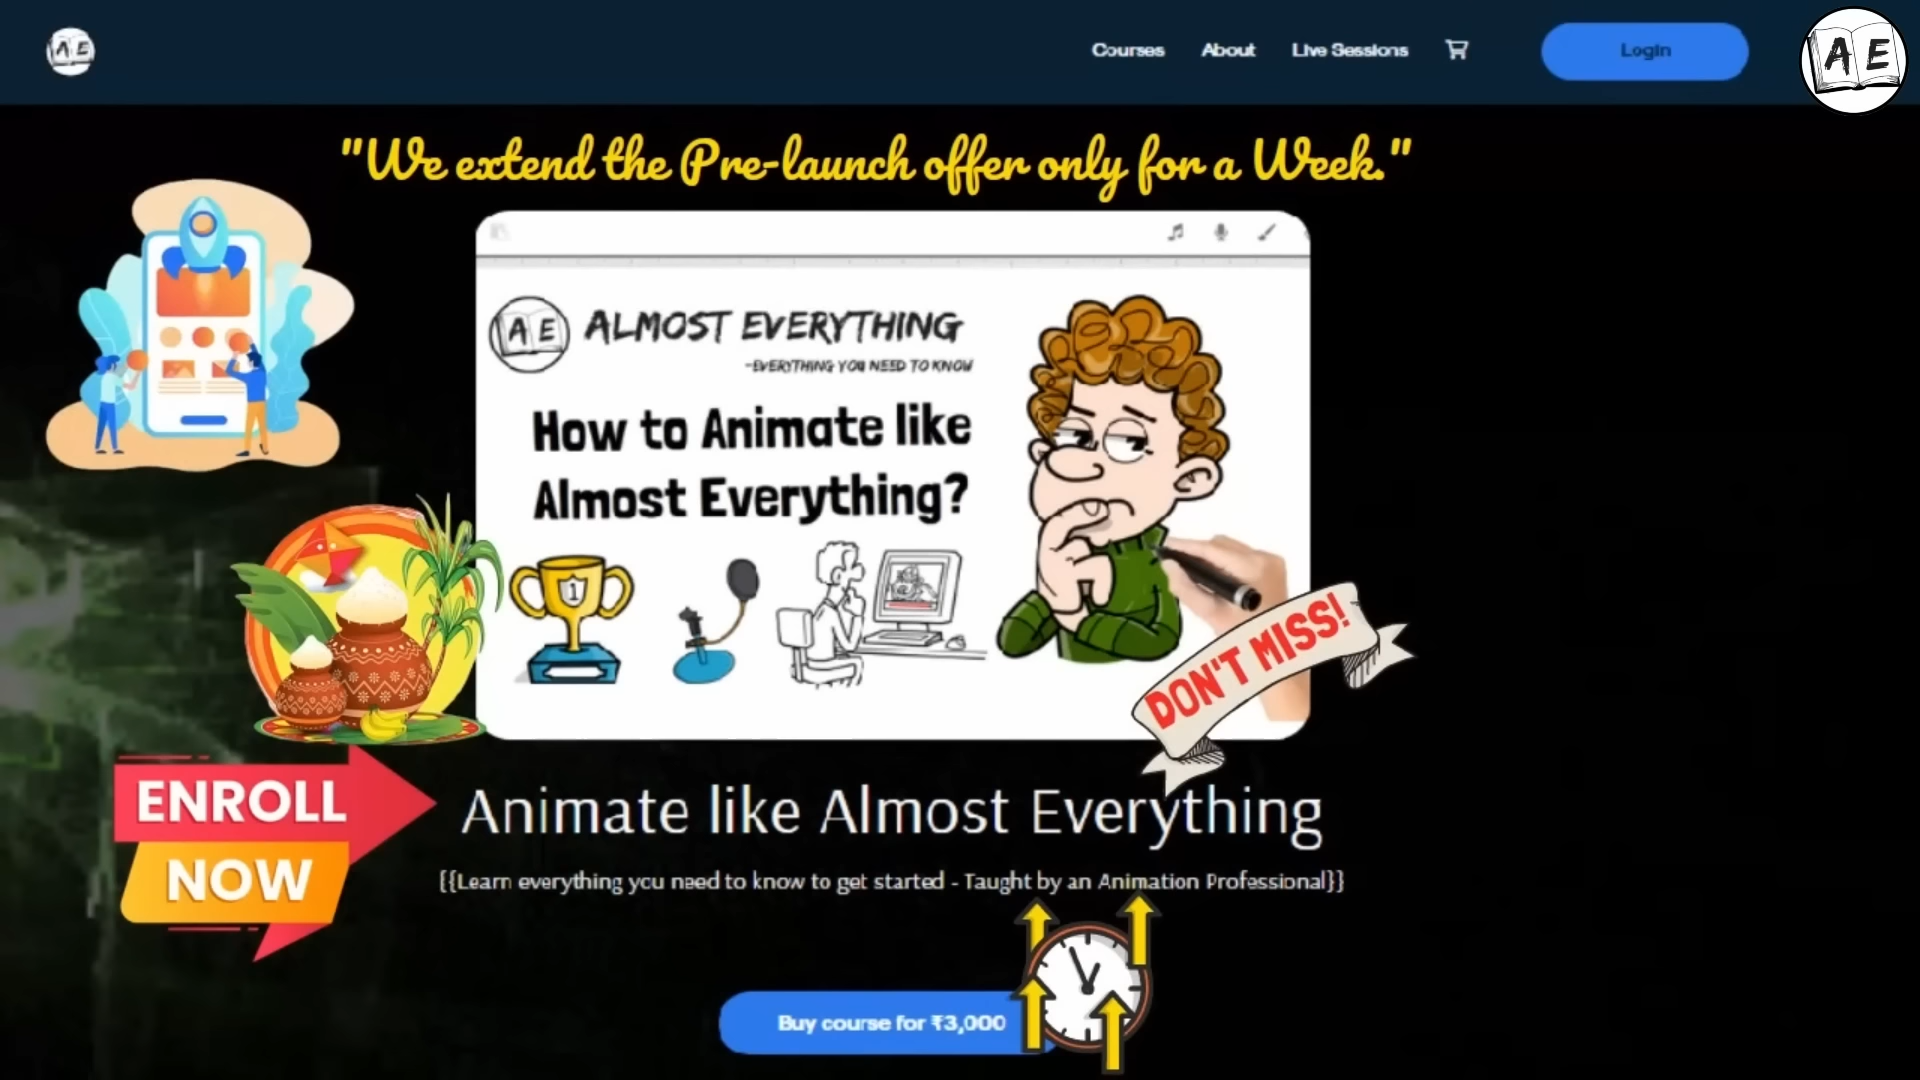 AE
Courses About Live Sessions
Login
AE
"We extend the Pre-launch offer only for a Week."
AE
ALMOST EVERYTHING
-EVERYTHING YOU NEED TO KNOW
How to Animate like
Almost Everything?
1
DON'T MISS!
ENROLL
NOW
Animate like Almost Everything
{{Learn everything you need to know to get started - Taught by an Animation Professional}}
Buy course for ₹3,000